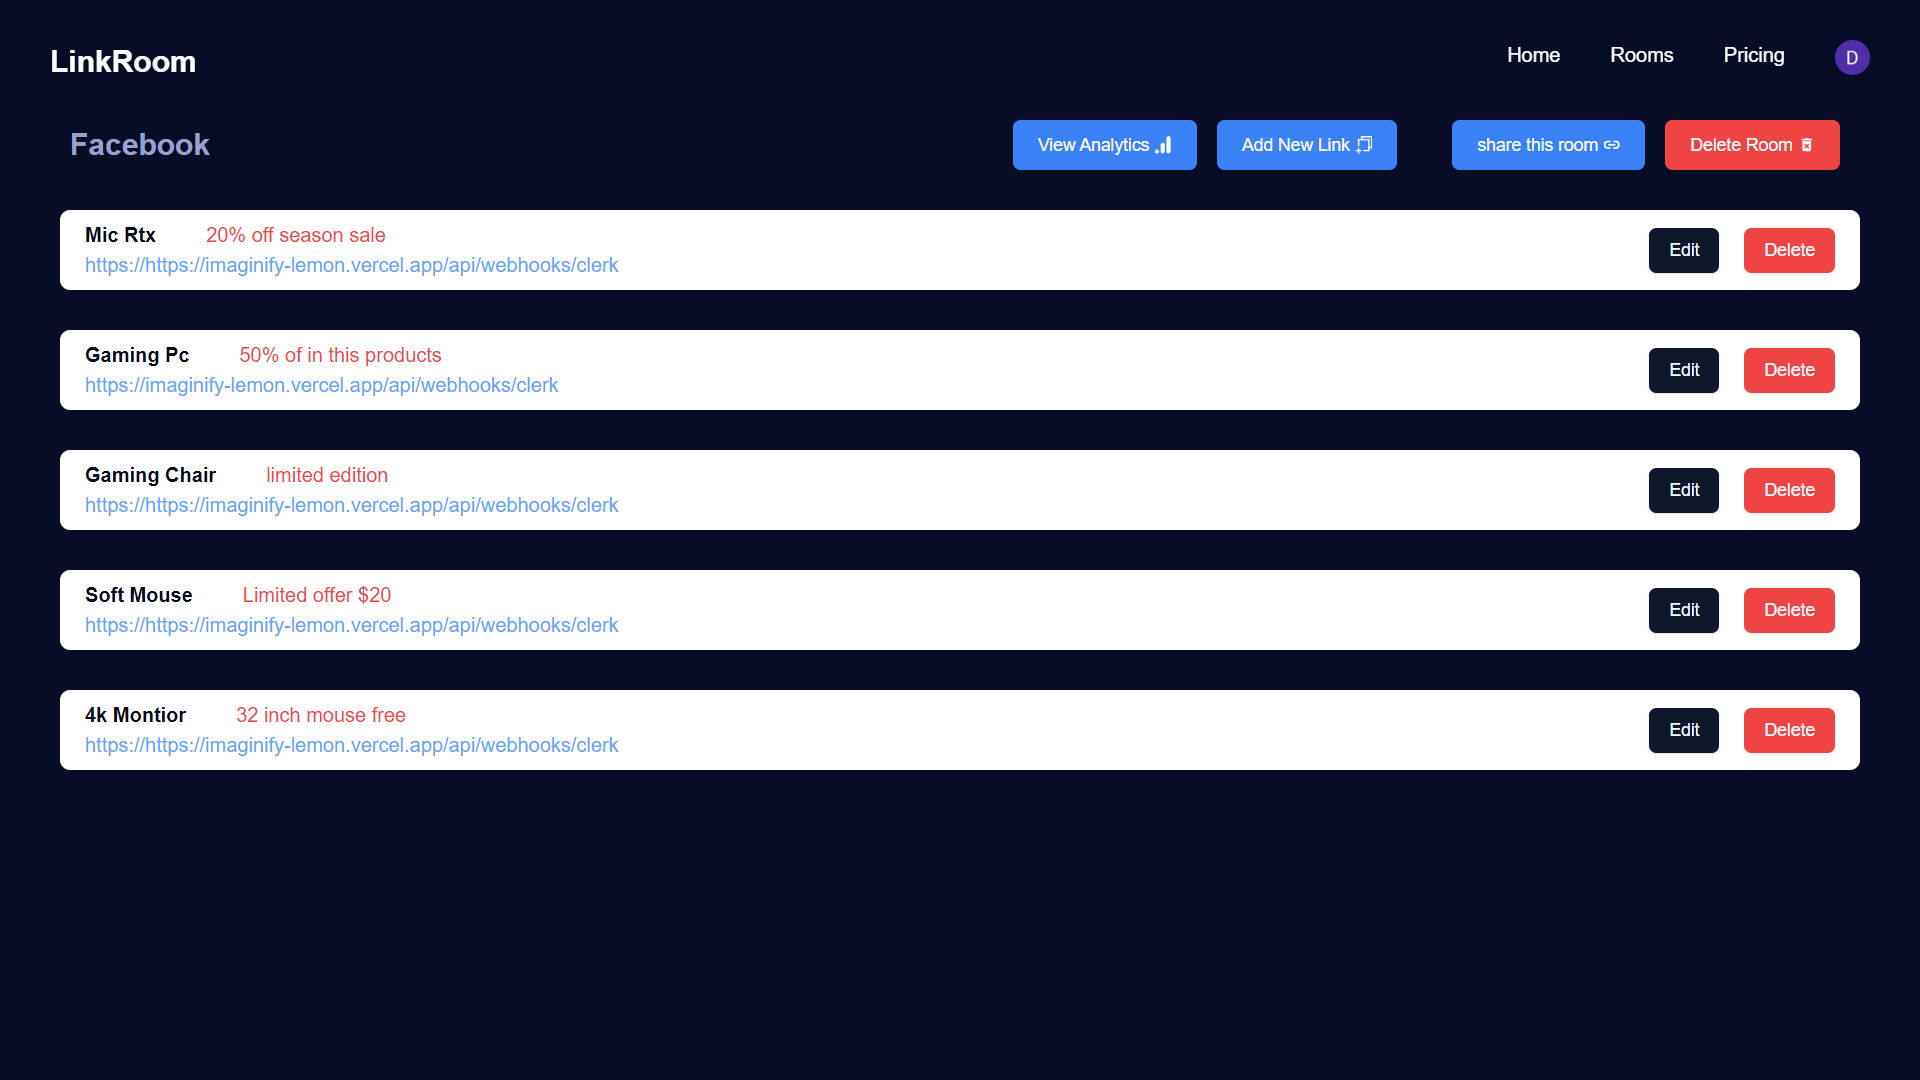 LinkRoom
Home
Rooms
Pricing
D
Facebook
View Analytics
Add New Link
share this room
Delete Room
Mic Rtx 20% off season sale
https://https://imaginify-lemon.vercel.app/api/webhooks/clerk
Edit
Delete
Gaming Pc 50% of in this products
https://imaginify-lemon.vercel.app/api/webhooks/clerk
Edit
Delete
Gaming Chair limited edition
https://https://imaginify-lemon.vercel.app/api/webhooks/clerk
Edit
Delete
Soft Mouse Limited offer $20
https://https://imaginify-lemon.vercel.app/api/webhooks/clerk
Edit
Delete
4k Montior 32 inch mouse free
https://https://imaginify-lemon.vercel.app/api/webhooks/clerk
Edit
Delete